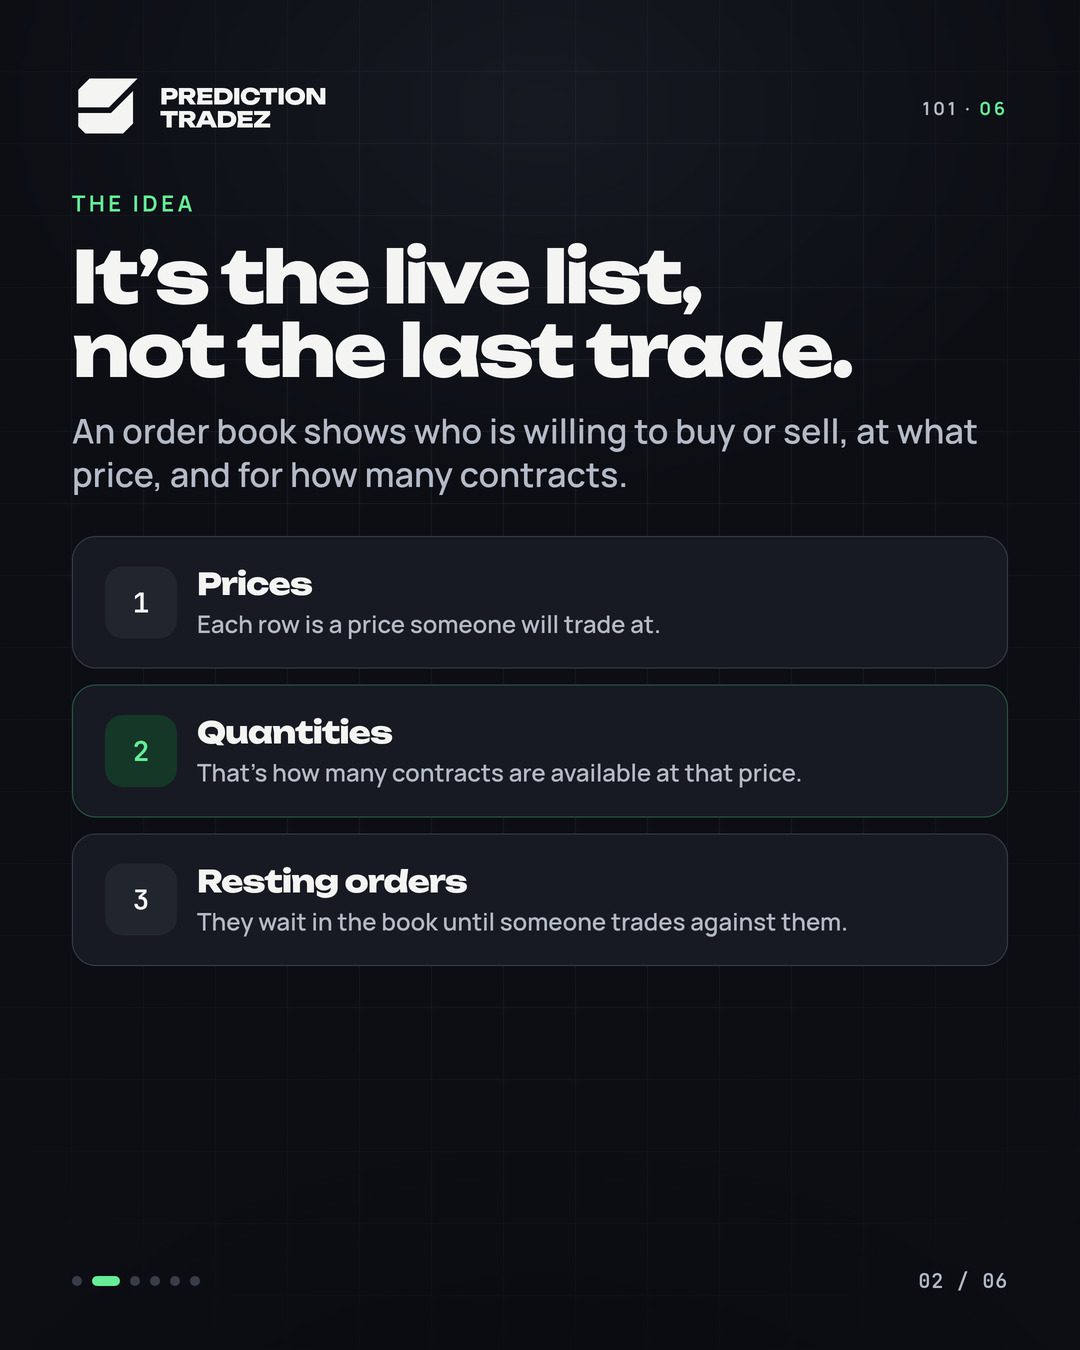 PREDICTION
TRADEZ
101 · 06
THE IDEA
It’s the live list,
not the last trade.
An order book shows who is willing to buy or sell, at what
price, and for how many contracts.
1
Prices
Each row is a price someone will trade at.
2
Quantities
That’s how many contracts are available at that price.
3
Resting orders
They wait in the book until someone trades against them.
02 / 06